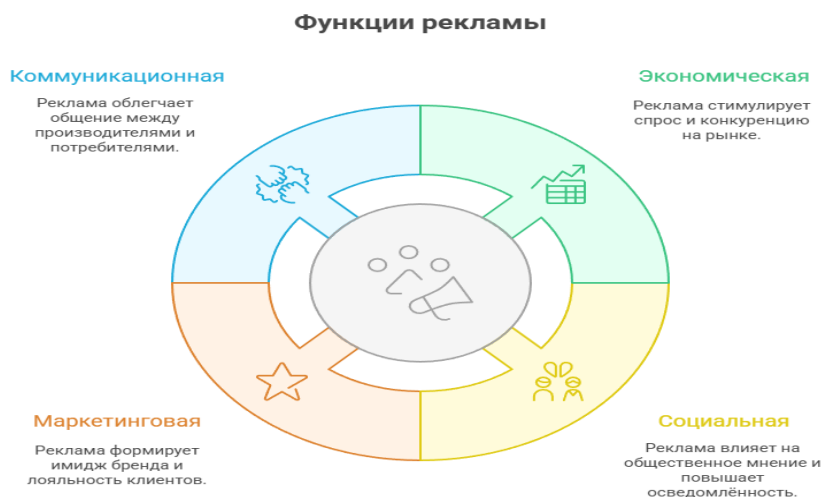 Функции рекламы
Коммуникационная
Реклама облегчает
общение между
производителями и
потребителями.
Экономическая
Реклама стимулирует
спрос и конкуренцию
на рынке.
Маркетинговая
Реклама формирует
имидж бренда и
лояльность клиентов.
Социальная
Реклама влияет на
общественное мнение и
повышает
осведомлённость.